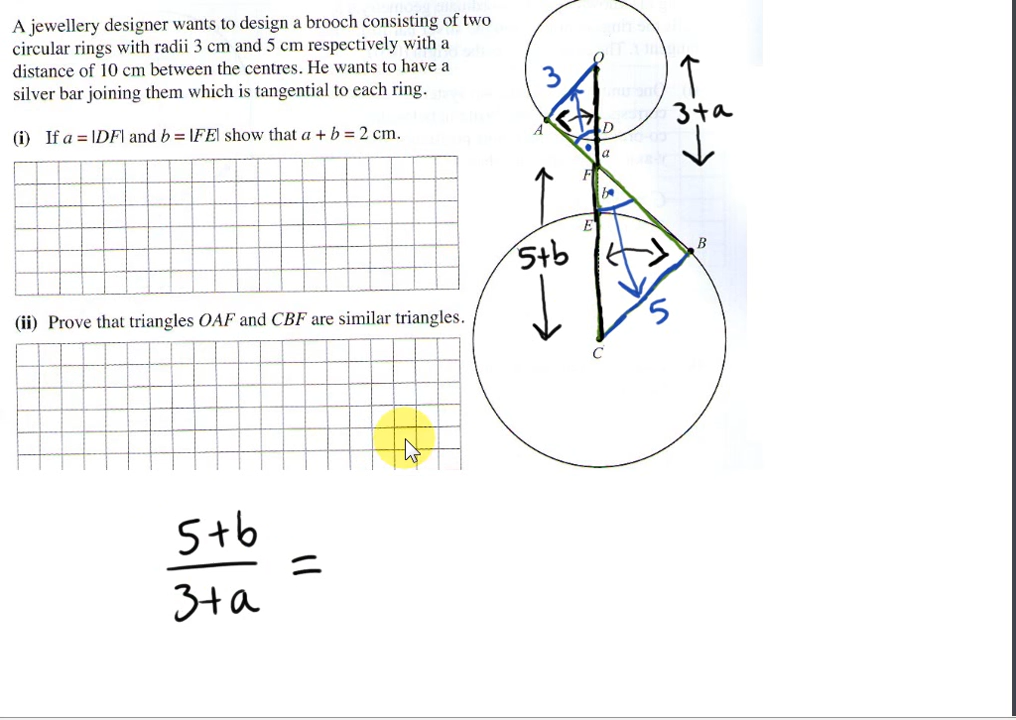 A jewellery designer wants to design a brooch consisting of two
circular rings with radii 3 cm and 5 cm respectively with a
distance of 10 cm between the centres. He wants to have a
silver bar joining them which is tangential to each ring.
(i) If a = |DF| and b = |FE| show that a + b = 2 cm.
(ii) Prove that triangles OAF and CBF are similar triangles.
O
3
3+a
A
D
a
F
b
E
B
5+b
5
C
5+b
=
3+a